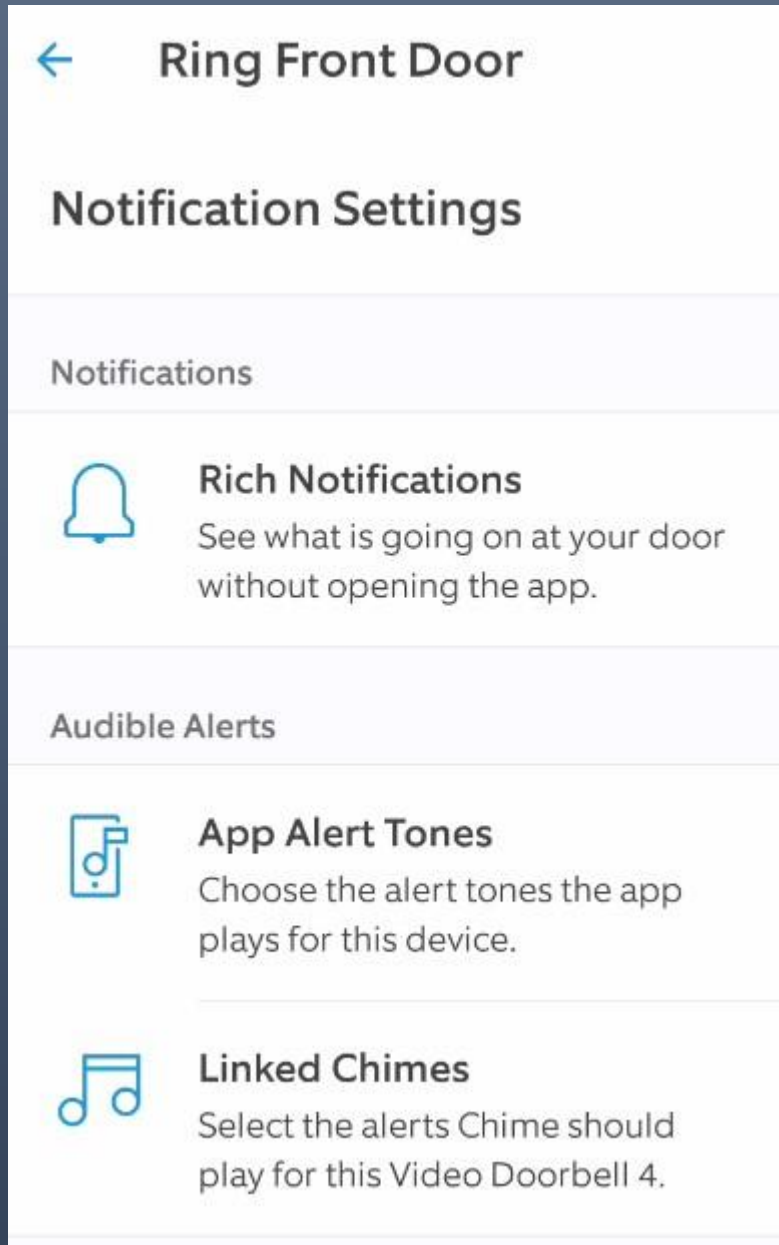 Ring Front Door
Notification Settings
Notifications
Rich Notifications
See what is going on at your door
without opening the app.
Audible Alerts
App Alert Tones
Choose the alert tones the app
plays for this device.
Linked Chimes
Select the alerts Chime should
play for this Video Doorbell 4.